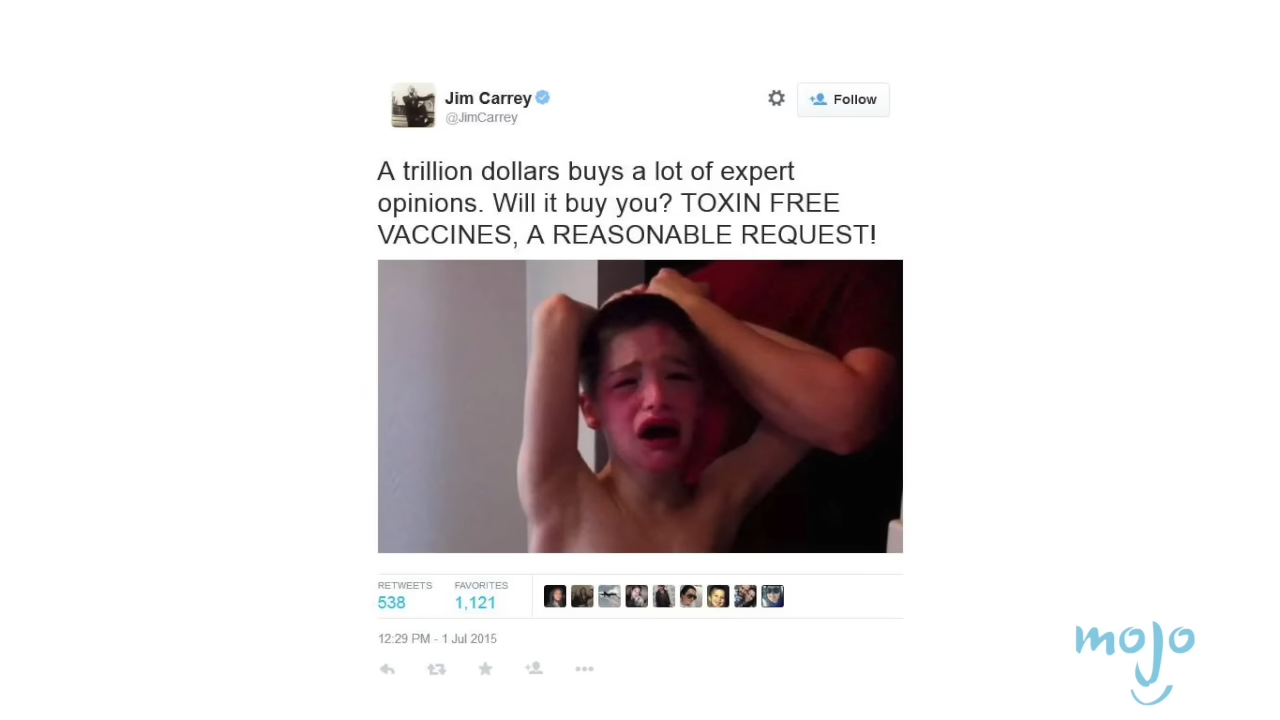 Jim Carrey
@JimCarrey
Follow
A trillion dollars buys a lot of expert
opinions. Will it buy you? TOXIN FREE
VACCINES, A REASONABLE REQUEST!
RETWEETS FAVORITES
538 1,121
12:29 PM - 1 Jul 2015
mojo